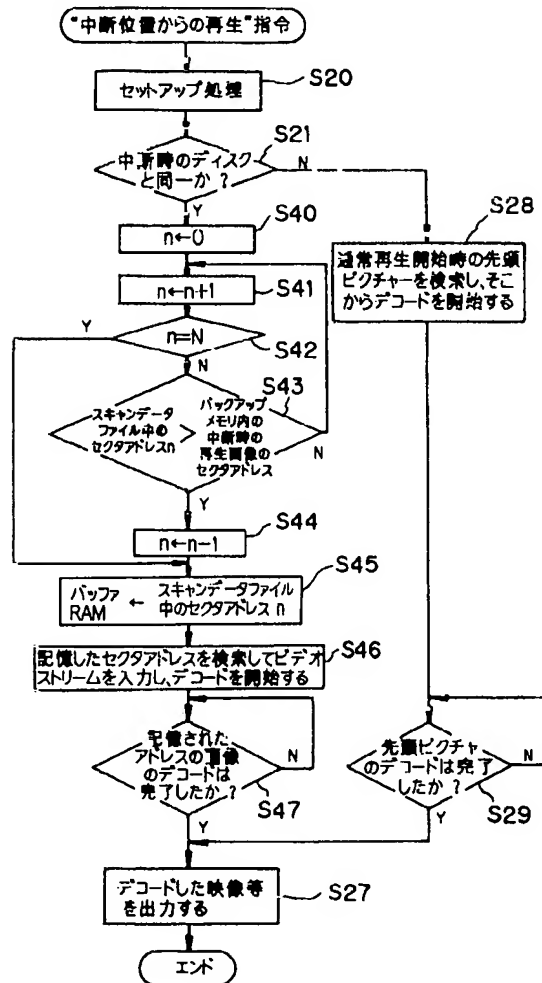 "中断位置からの再生"指令
セットアップ処理
S20
S21
中断時のディスク
と同一か？
N
Y
S40
n←0
S28
通常再生開始時の先頭
ピクチャーを検索し、そこ
からデコードを開始する
n←n+1
S41
Y
n=N
S42
N
S43
スキャンデータ
ファイル中の
セクタアドレスn
>
バックアップ
メモリ内の
中断時の
再生画像の
セクタアドレス
N
Y
S44
n←n-1
S45
バッファ
RAM
←
スキャンデータファイル
中のセクタアドレス n
S46
記憶したセクタアドレスを検索してビデオ
ストリームを入力し、デコードを開始する
記憶された
アドレスの画像
のデコードは
完了したか？
N
S47
Y
先頭ピクチャ
のデコードは完了
したか？
N
S29
Y
デコードした映像等
を出力する
S27
エンド